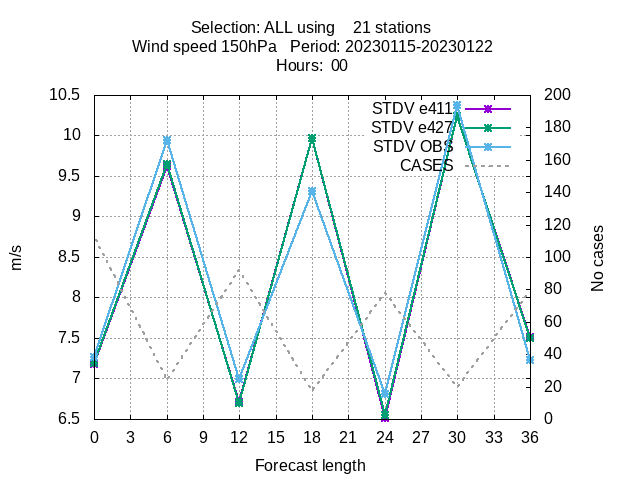 Selection: ALL using    21 stations
Wind speed 150hPa   Period: 20230115-20230122
Hours:  00
STDV e411
STDV e427
STDV OBS
CASES
10.5
10
9.5
9
8.5
8
7.5
7
6.5
m/s
200
180
160
140
120
100
80
60
40
20
0
No cases
0 3 6 9 12 15 18 21 24 27 30 33 36
Forecast length